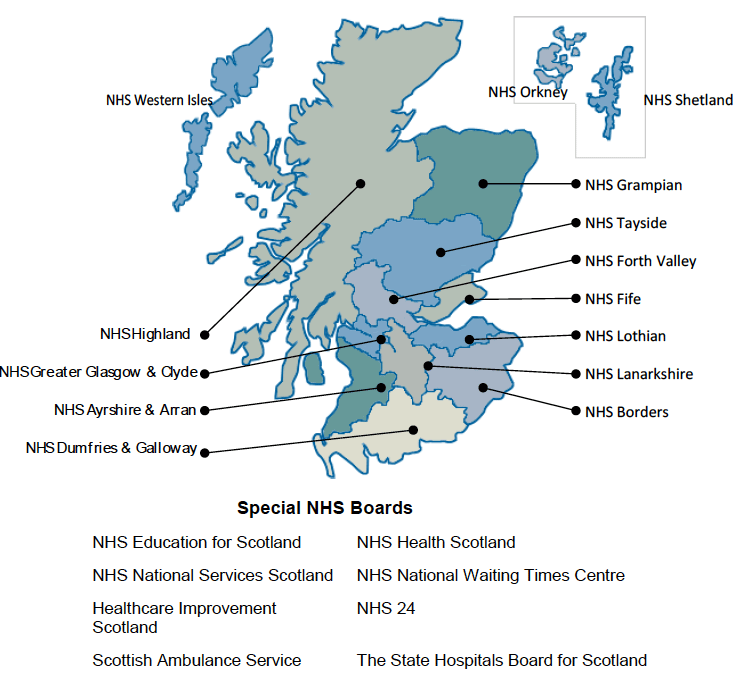 NHS Orkney
NHS Western Isles
NHS Shetland
NHS Grampian
NHS Tayside
NHS Forth Valley
NHS Fife
NHSHighland
NHS Lothian
NHSGreater Glasgow & Clyde
NHS Lanarkshire
NHSAyrshire & Arran
NHS Borders
NHSDumfries & Galloway
Special NHS Boards
NHS Education for Scotland
NHS Health Scotland
NHS National Services Scotland
NHS National Waiting Times Centre
Healthcare Improvement
Scotland
NHS 24
Scottish Ambulance Service
The State Hospitals Board for Scotland